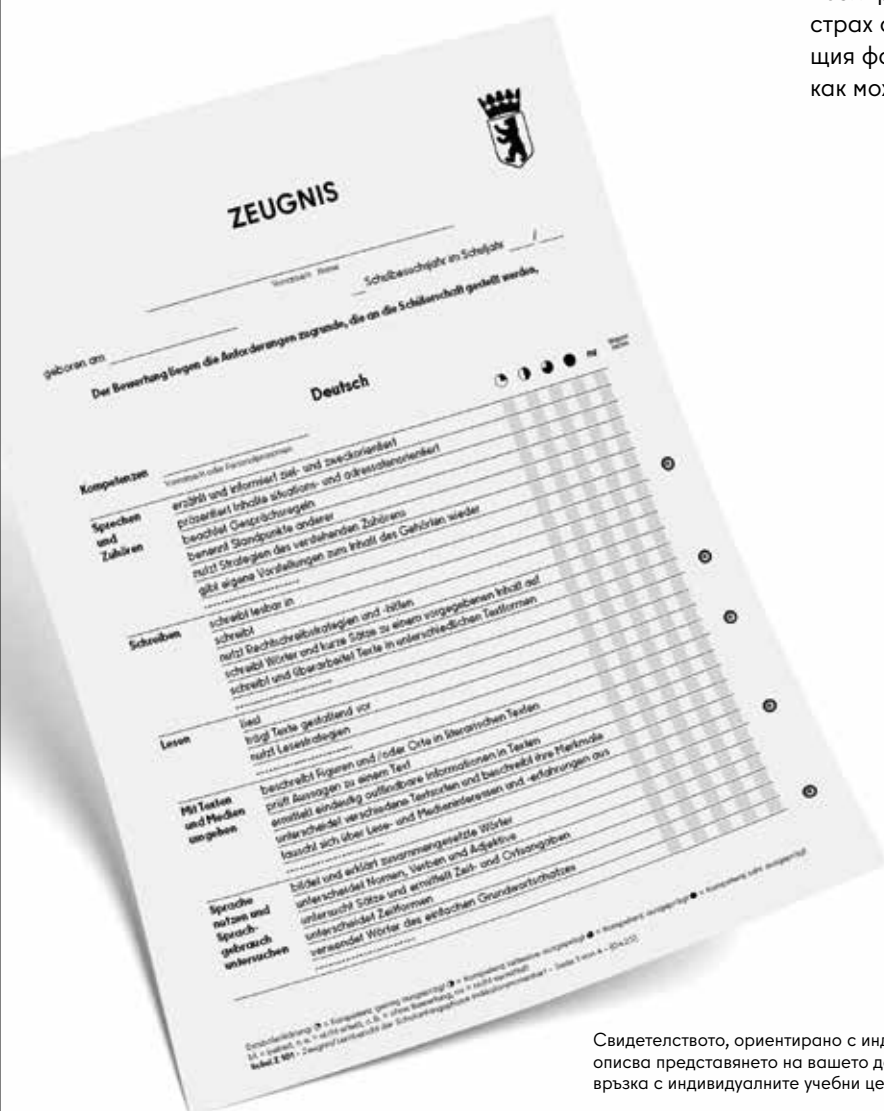 страх
щия
как
ZEUGNIS
Vorname Name
Schulbesuchsjahr im Schuljahr ___/___
geboren am
Der Bewertung liegen die Anforderungen zugrunde, die an die Schülerschaft gestellt werden.
Deutsch
Kompetenzen
Sprechen und Zuhören
erzählt und informiert ziel- und zweckorientiert
präsentiert Inhalte situations- und adressatenorientiert
beachtet Gesprächsregeln
benennt Standpunkte anderer
nutzt Strategien des verstehenden Zuhörens
gibt eigene Vorstellungen zum Inhalt des Gehörten wieder
Schreiben
schreibt lesbar in
schreibt
nutzt Rechtschreibstrategien und -hilfen
schreibt Wörter und kurze Sätze zu einem vorgegebenen Inhalt auf
schreibt und überarbeitet Texte in unterschiedlichen Textformen
Lesen
liest
trägt Texte gestaltend vor
nutzt Lesestrategien
Mit Texten und Medien umgehen
beschreibt Figuren und/oder Orte in literarischen Texten
prüft Aussagen zu einem Text
ermittelt eindeutig auffindbare Informationen in Texten
unterscheidet verschiedene Textsorten und beschreibt ihre Merkmale
tauscht sich über Lese- und Medieninteressen und -erfahrungen aus
Sprache nutzen und Sprach-
gebrauch untersuchen
bildet und erklärt zusammengesetzte Wörter
unterscheidet Nomen, Verben und Adjektive
untersucht Sätze und ermittelt Zeit- und Ortsangaben
unterscheidet Zeitformen
verwendet Wörter des einfachen Grundwortschatzes
Свидетелството, ориентирано с
описва представянето на вашето
връзка с индивидуалните учебни